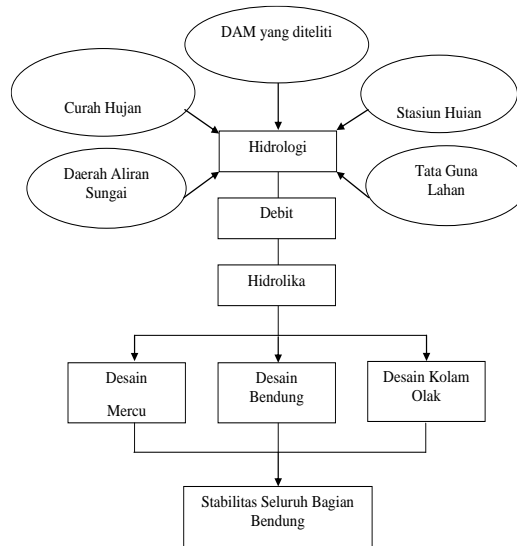 DAM yang diteliti
Curah Hujan
Stasiun Huian
Hidrologi
Daerah Aliran
Sungai
Tata Guna
Lahan
Debit
Hidrolika
Desain
Mercu
Desain
Bendung
Desain Kolam
Olak
Stabilitas Seluruh Bagian
Bendung